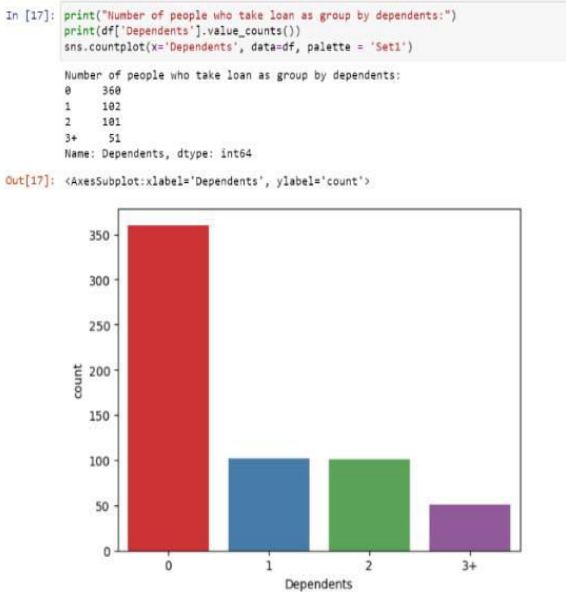 In [17]: print("Number of people who take loan as group by dependents:")
print(df['Dependents'].value_counts())
sns.countplot(x='Dependents', data=df, palette = 'Set1')
Number of people who take loan as group by dependents:
0 360
1 102
2 101
3+ 51
Name: Dependents, dtype: int64
Out[17]: <AxesSubplot:xlabel='Dependents', ylabel='count'>
350
300
250
200
150
100
50
0
count
0 1 2 3+
Dependents